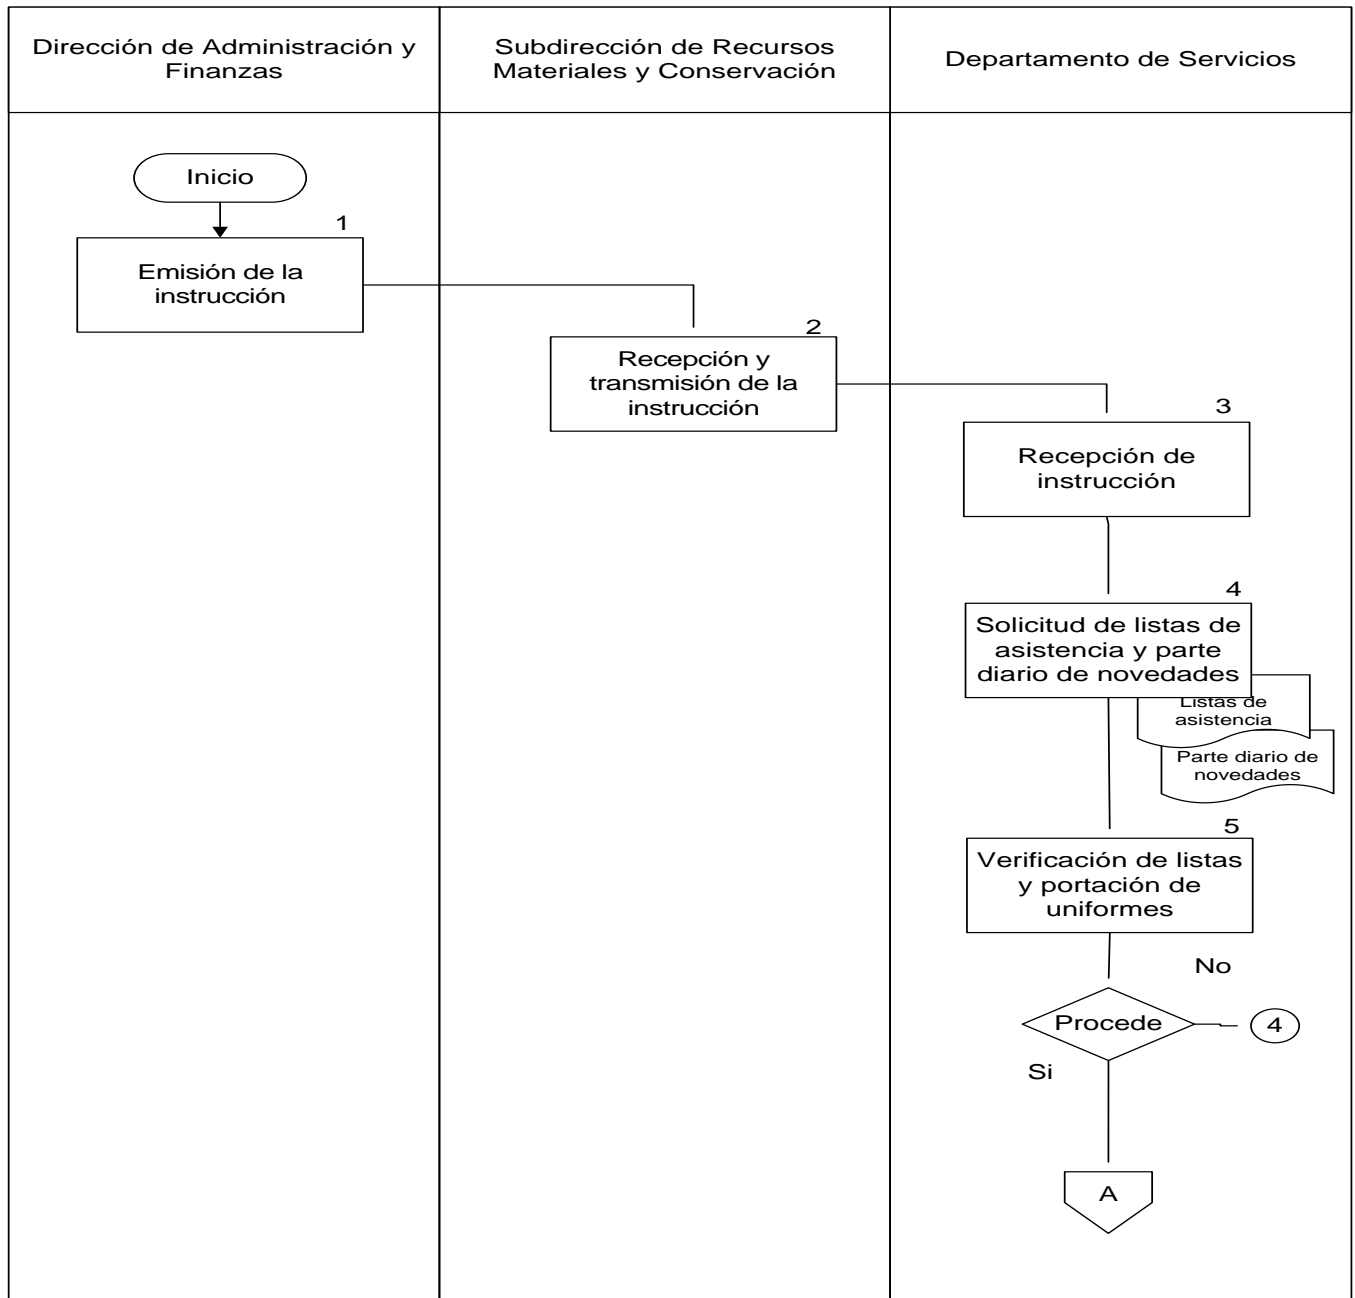 Dirección de Administración y
Finanzas
Subdirección de Recursos
Materiales y Conservación
Departamento de Servicios
Inicio
1
Emisión de la
instrucción
2
Recepción y
transmisión de la
instrucción
3
Recepción de
instrucción
4
Solicitud de listas de
asistencia y parte
diario de novedades
Listas de
asistencia
Parte diario de
novedades
5
Verificación de listas
y portación de
uniformes
No
Procede
4
Si
A